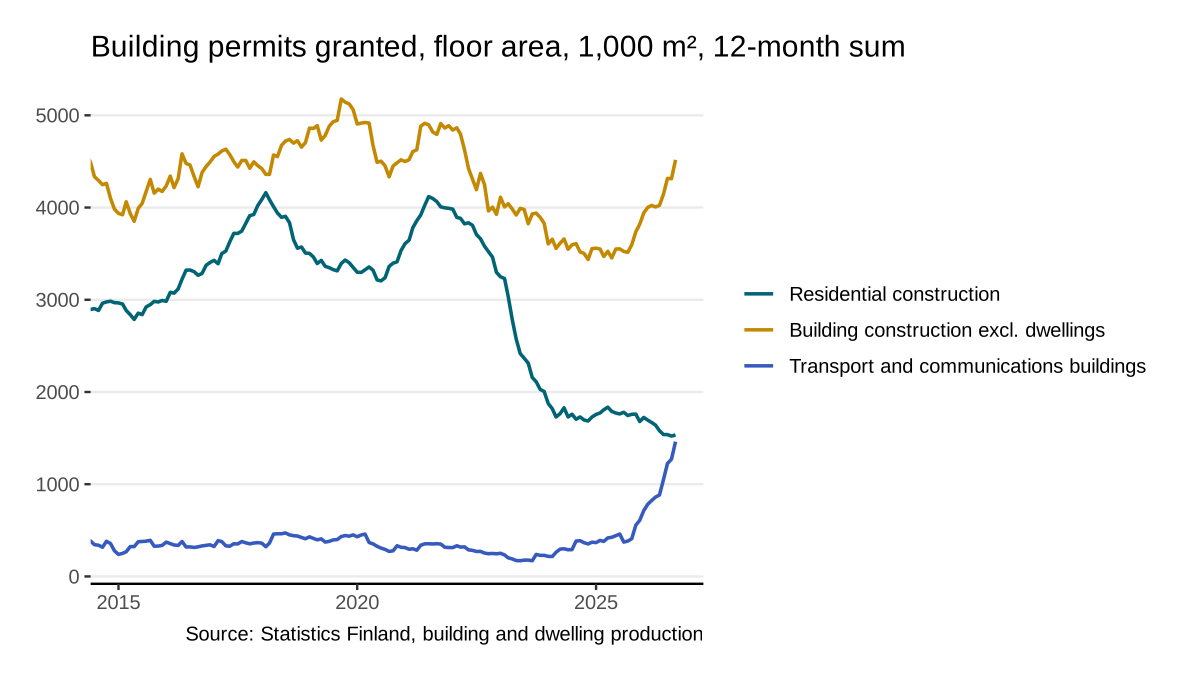 Building permits granted, floor area, 1,000 m², 12-month sum
5000
4000
3000
2000
1000
0
2015 2020 2025
Residential construction
Building construction excl. dwellings
Transport and communications buildings
Source: Statistics Finland, building and dwelling production